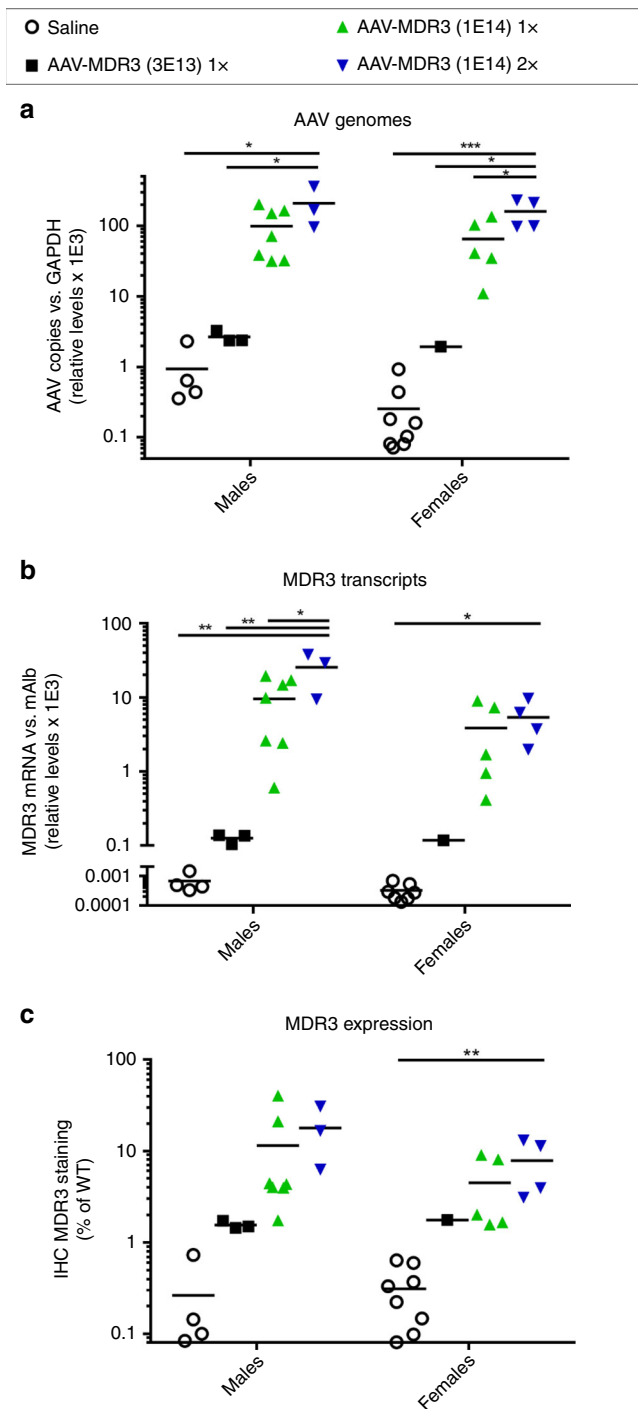 Saline
AAV-MDR3 (1E14) 1×
AAV-MDR3 (3E13) 1×
AAV-MDR3 (1E14) 2×
a
AAV genomes
*
*
***
*
*
AAV copies vs. GAPDH
(relative levels x 1E3)
100
10
1
0.1
Males
Females
b
MDR3 transcripts
**
**
*
*
MDR3 mRNA vs. mAlb
(relative levels x 1E3)
100
10
1
0.1
0.001
0.0001
Males
Females
c
MDR3 expression
**
IHC MDR3 staining
(% of WT)
100
10
1
0.1
Males
Females